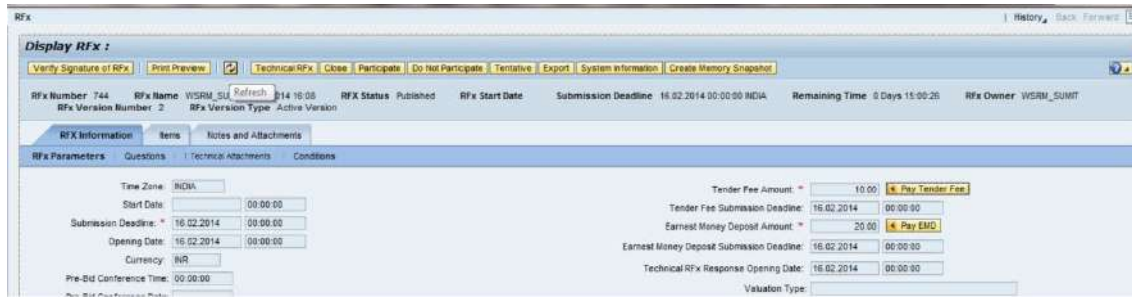 RFx
History Back Forward
Display RFx :
Verify Signature of RFx Print Preview Technical RFx Close Participate Do Not Participate Tentative Export System Information Create Memory Snapshot
RFx Number 744 RFx Name WSRM_SU 2014 16:08 RFX Status Published RFx Start Date Submission Deadline 16.02.2014 00:00:00 INDIA Remaining Time 0 Days 15:00:26 RFx Owner WSRM_SUMIT
Refresh
RFx Version Number 2 RFx Version Type Active Version
RFX Information Items Notes and Attachments
RFx Parameters Questions Technical Attachments Conditions
Time Zone: INDIA Tender Fee Amount: * 10.00 Pay Tender Fee
Start Date: 00:00:00 Tender Fee Submission Deadline: 16.02.2014 00:00:00
Submission Deadline: * 16.02.2014 00:00:00 Earnest Money Deposit Amount: * 20.00 Pay EMD
Opening Date: 16.02.2014 00:00:00 Earnest Money Deposit Submission Deadline: 16.02.2014 00:00:00
Currency: INR Technical RFx Response Opening Date: 16.02.2014 00:00:00
Pre-Bid Conference Time: 00:00:00 Valuation Type:
Pre-Bid Conference Date: